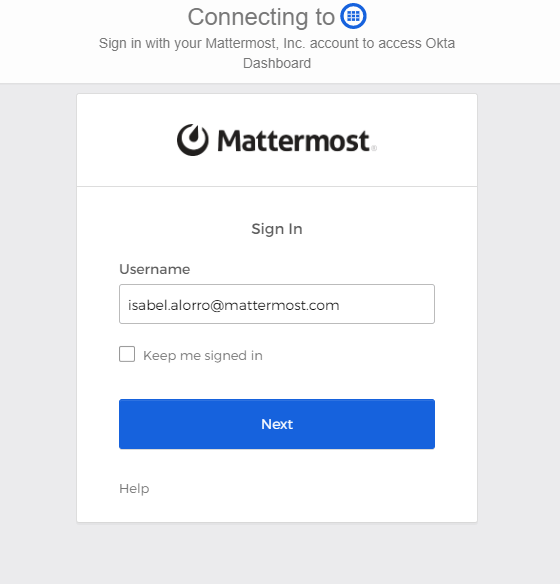 Connecting to
Sign in with your Mattermost, Inc. account to access Okta
Dashboard
Mattermost
Sign In
Username
isabel.alorro@mattermost.com
Keep me signed in
Next
Help